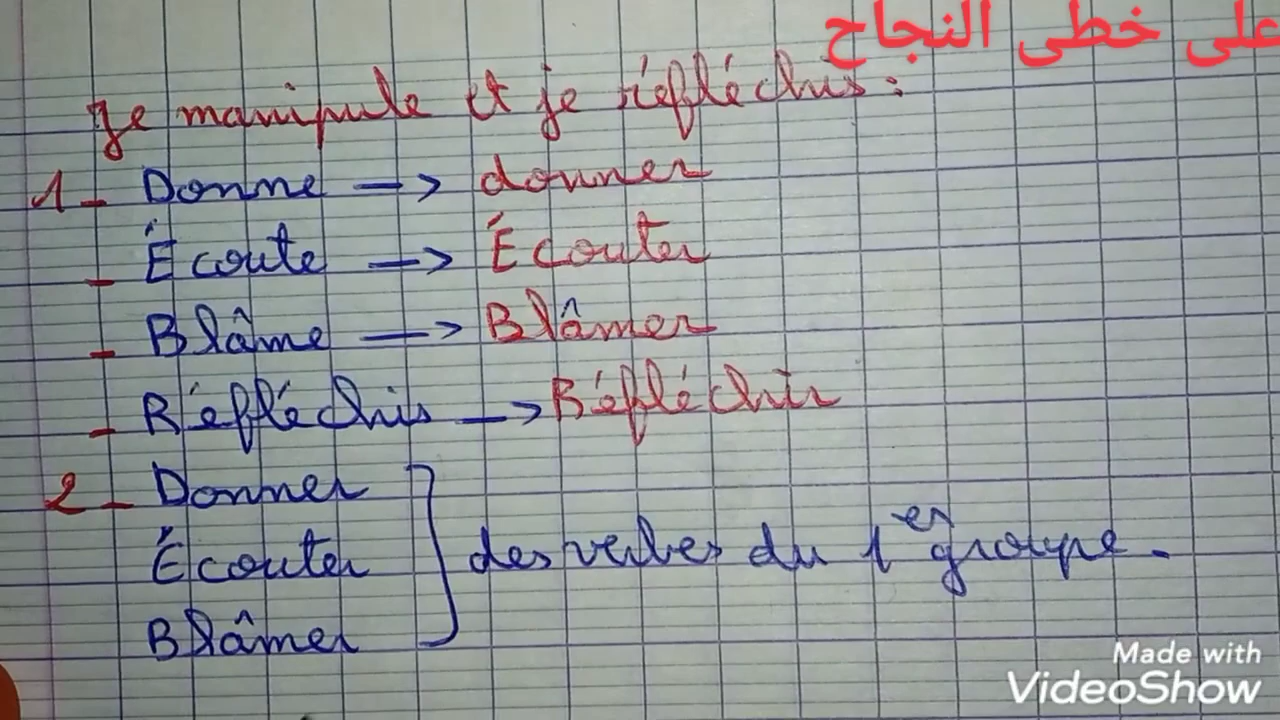 على خطى النجاح
Je manipule et je réfléchis :
1 - Donne -> donner
- Écoute -> Écouter
- Blâme -> Blâmer
- Réfléchis -> Réfléchir
2 - Donner
Écouter des verbes du 1er groupe.
Blâmer
Made with
VideoShow